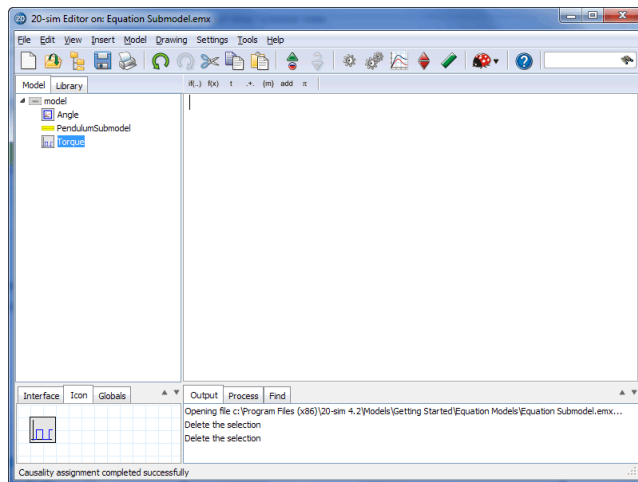 20-sim Editor on: Equation Submodel.emx
File Edit View Insert Model Drawing Settings Tools Help
Model Library
if(..) f(x) t .+. {m} add π
model
Angle
PendulumSubmodel
Torque
Interface Icon Globals
Output Process Find
Opening file c:\Program Files (x86)\20-sim 4.2\Models\Getting Started\Equation Models\Equation Submodel.emx...
Delete the selection
Delete the selection
Causality assignment completed successfully